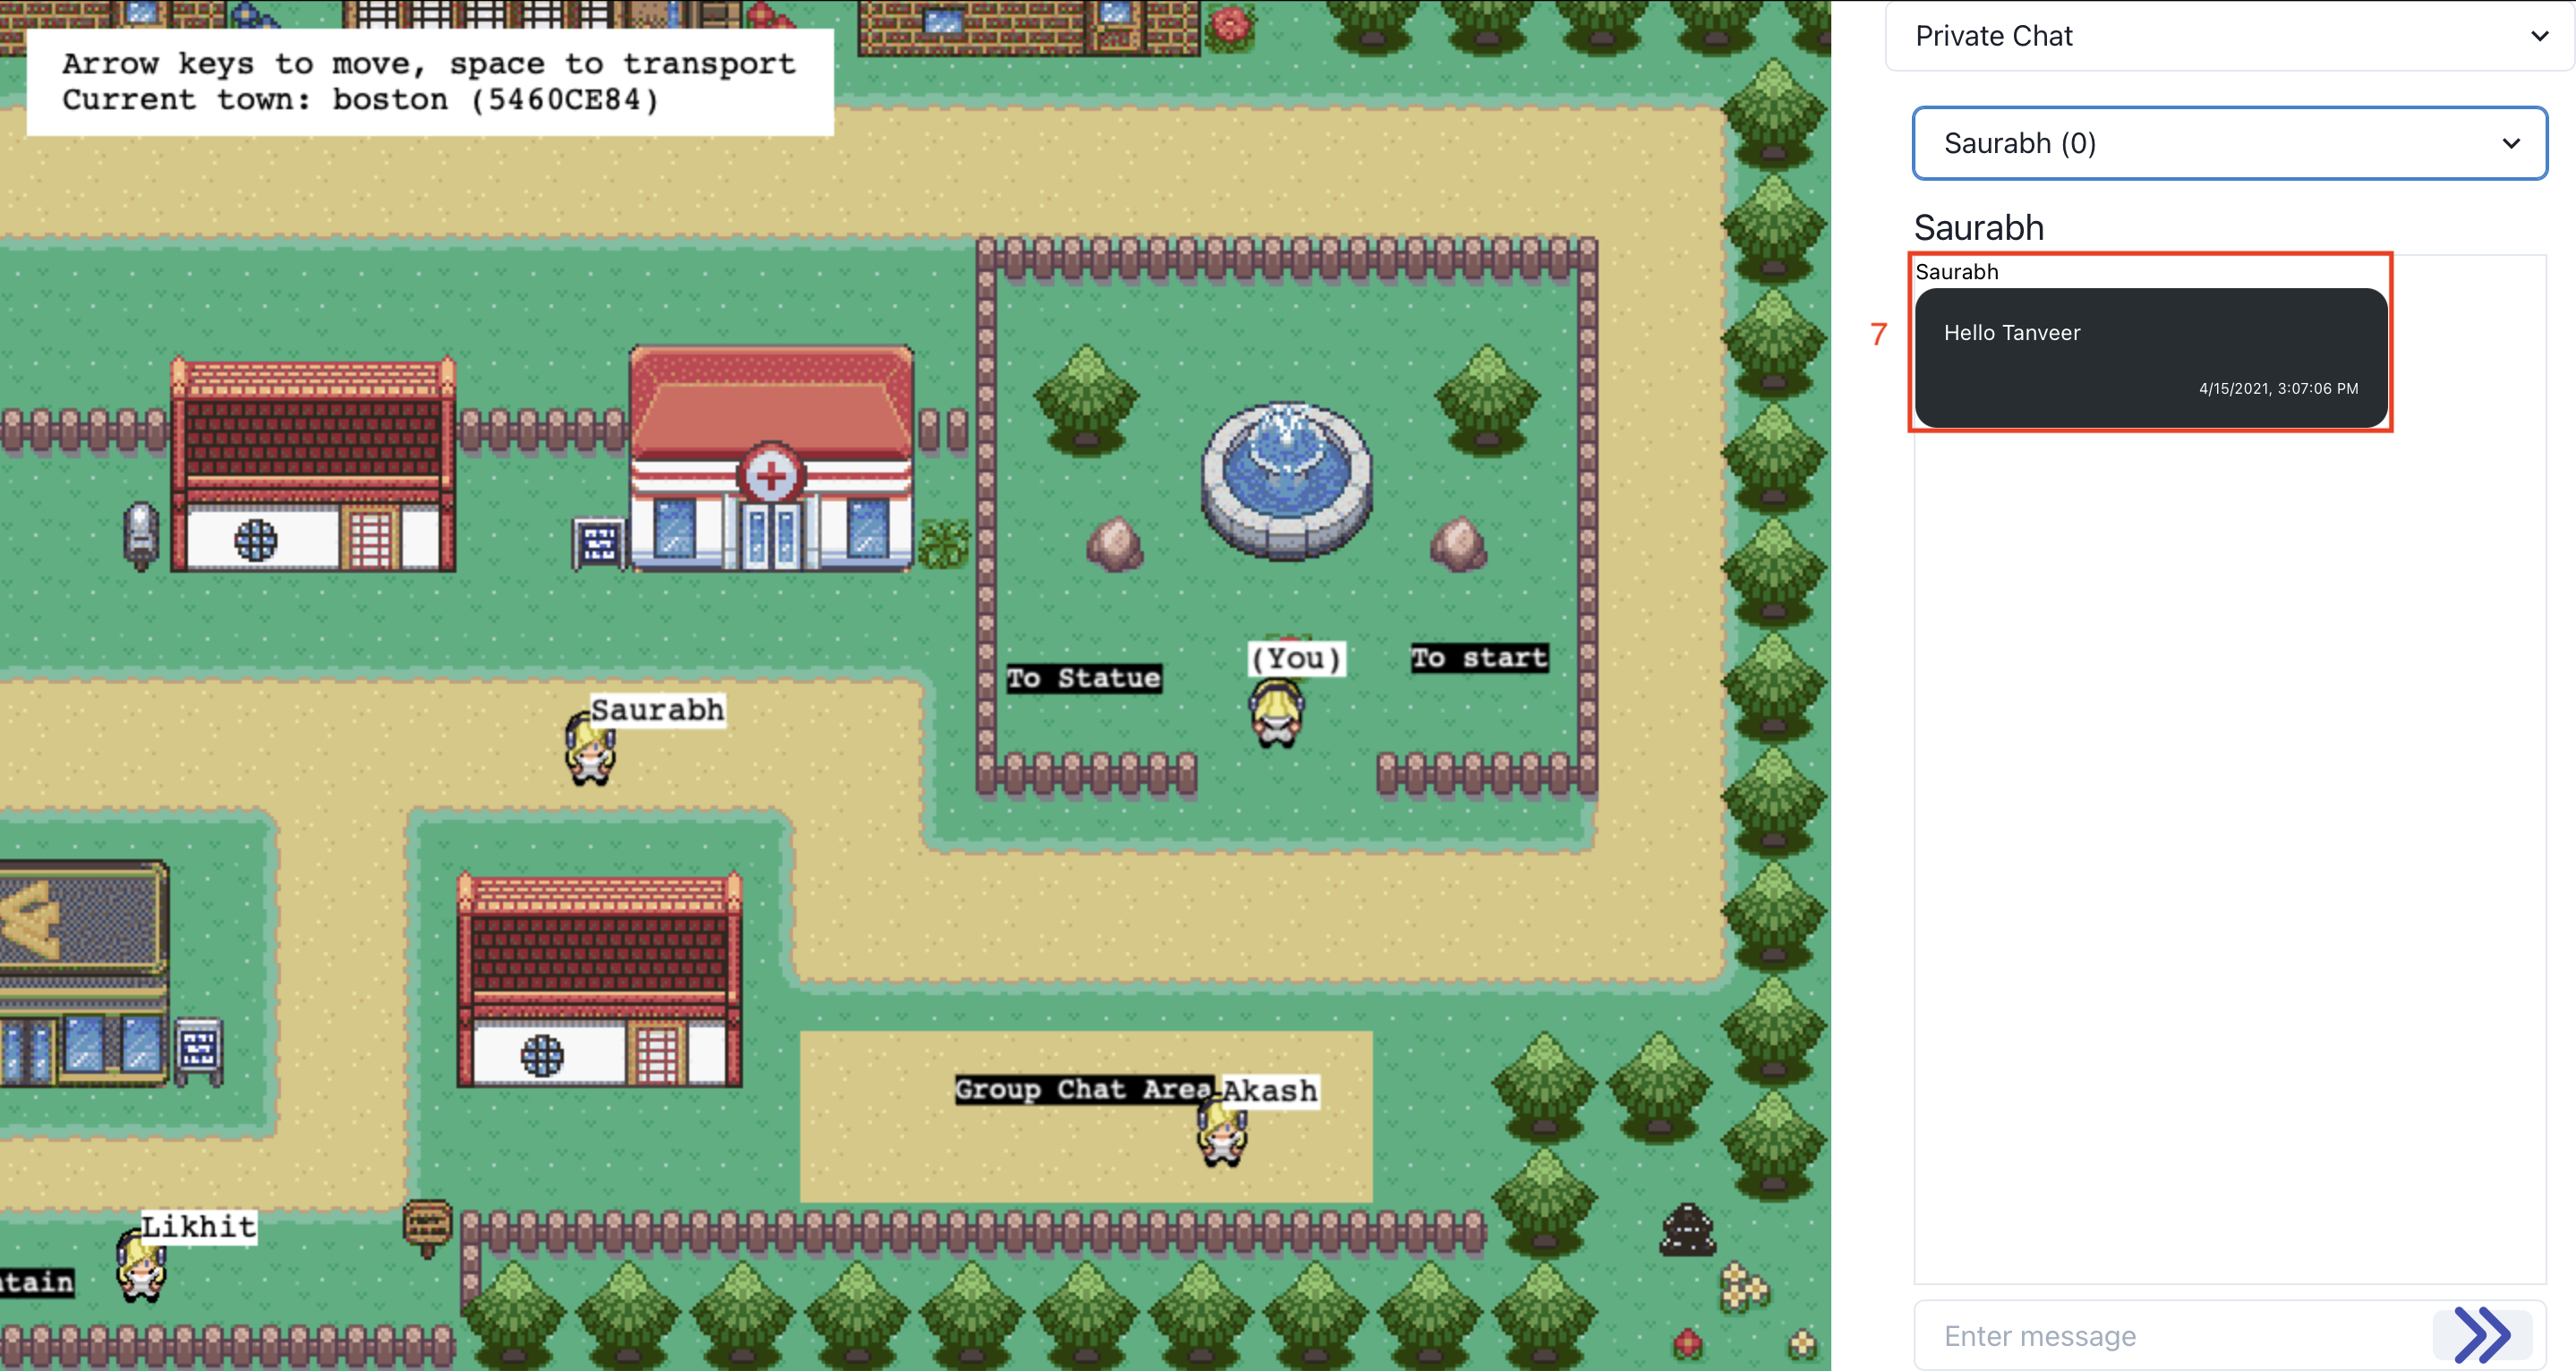 Arrow keys to move, space to transport
Current town: boston (5460CE84)
To Statue
(You)
To start
Saurabh
Group Chat Area
Akash
Likhit
ntain
Private Chat
Saurabh (0)
Saurabh
Saurabh
7
Hello Tanveer
4/15/2021, 3:07:06 PM
Enter message